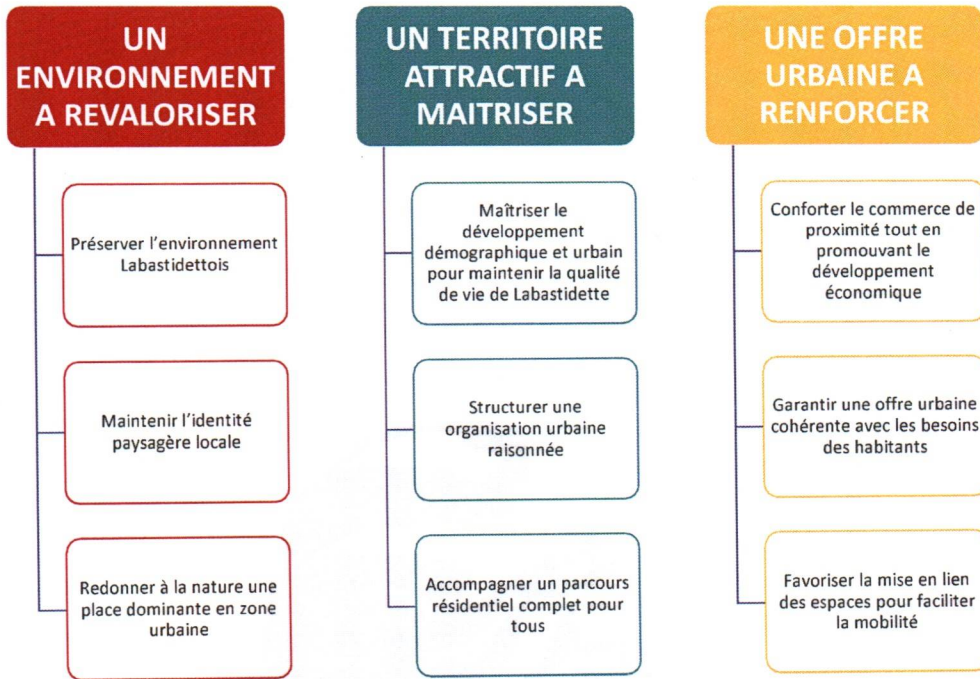 UN
ENVIRONNEMENT
A REVALORISER
Préserver l'environnement
Labastidettois
Maintenir l'identité
paysagère locale
Redonner à la nature une
place dominante en zone
urbaine
UN TERRITOIRE
ATTRACTIF A
MAITRISER
Maîtriser le
développement
démographique et urbain
pour maintenir la qualité
de vie de Labastidette
Structurer une
organisation urbaine
raisonnée
Accompagner un parcours
résidentiel complet pour
tous
UNE OFFRE
URBAINE A
RENFORCER
Conforter le commerce de
proximité tout en
promouvant le
développement
économique
Garantir une offre urbaine
cohérente avec les besoins
des habitants
Favoriser la mise en lien
des espaces pour faciliter
la mobilité